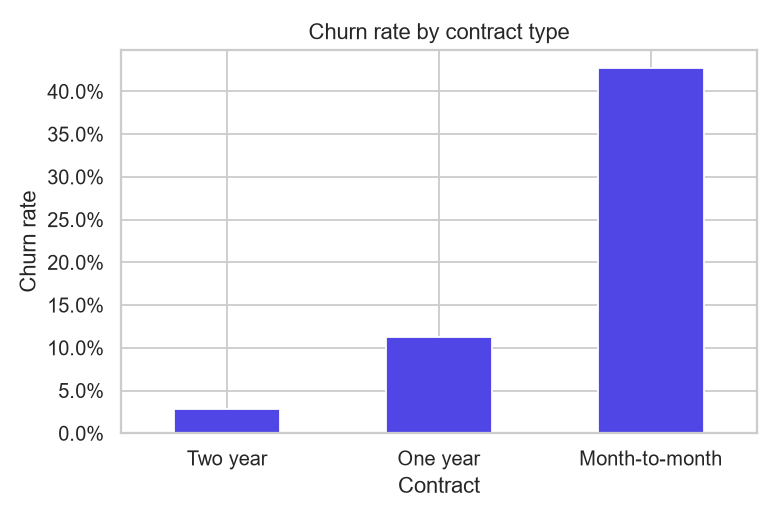 Churn rate by contract type
40.0%
35.0%
30.0%
25.0%
20.0%
15.0%
10.0%
5.0%
0.0%
Churn rate
Two year One year Month-to-month
Contract